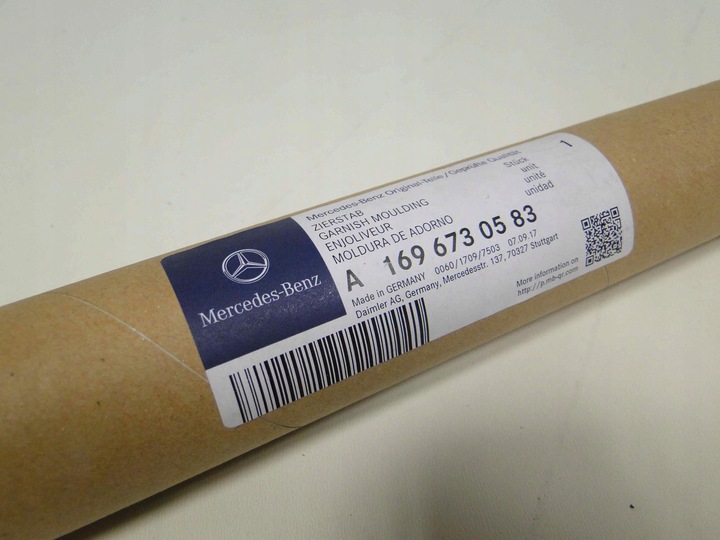 Mercedes-Benz
Mercedes-Benz Original-Teile / Geprüfte Qualität
ZIERSTAB
GARNISH MOULDING
ENJOLIVEUR
MOLDURA DE ADORNO
Stück 1
unit
unité
unidad
A 169 673 05 83
Made in GERMANY 0060/1709/7503 07.09.17
Daimler AG, Germany, Mercedesstr. 137, 70327 Stuttgart
More information on
http://p.mb-qr.com